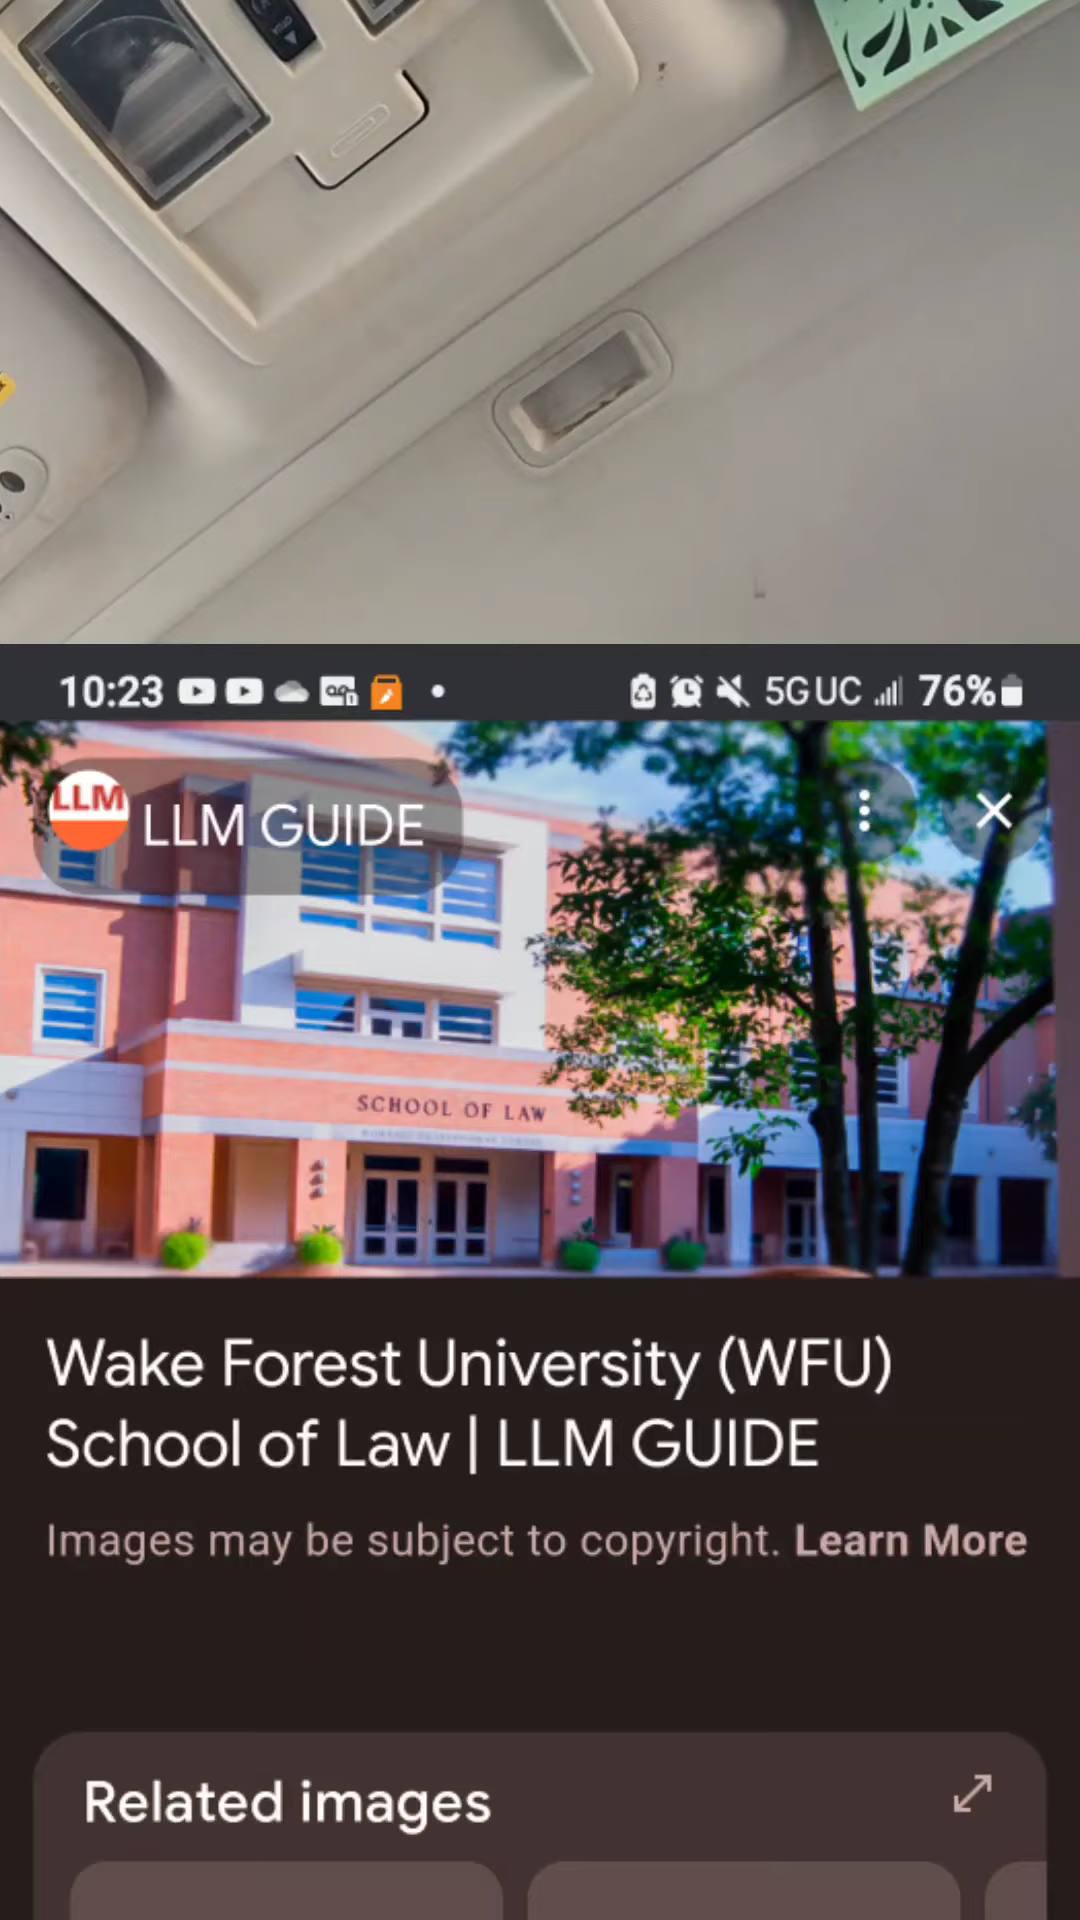 10:23 5G UC 76%
LLM LLM GUIDE
SCHOOL OF LAW
Wake Forest University (WFU)
School of Law | LLM GUIDE
Images may be subject to copyright. Learn More
Related images